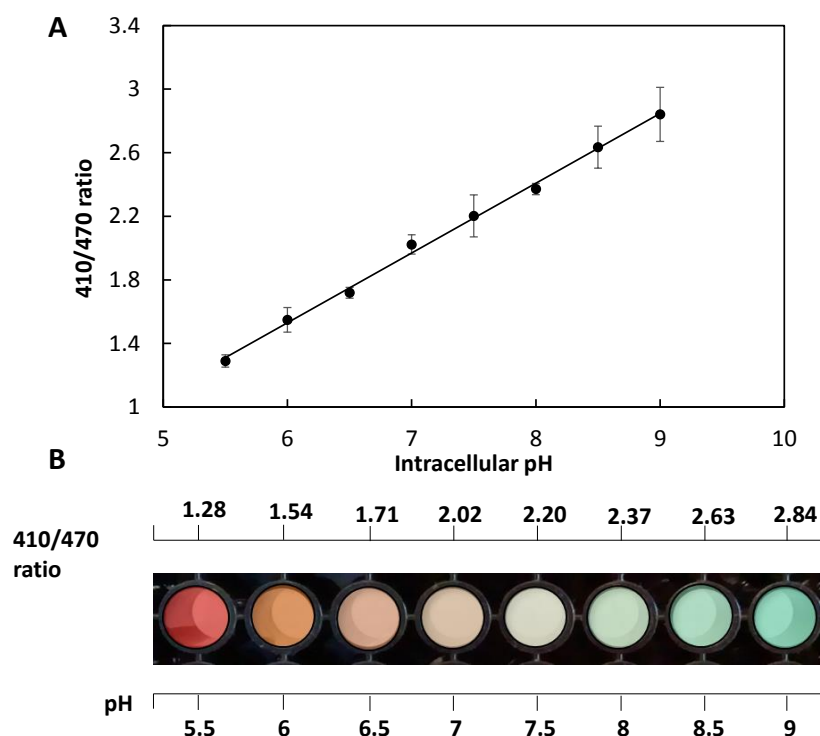 A
3.4
3
2.6
2.2
1.8
1.4
1
410/470 ratio
5 6 7 8 9 10
Intracellular pH
B
1.28 1.54 1.71 2.02 2.20 2.37 2.63 2.84
410/470
ratio
pH
5.5 6 6.5 7 7.5 8 8.5 9